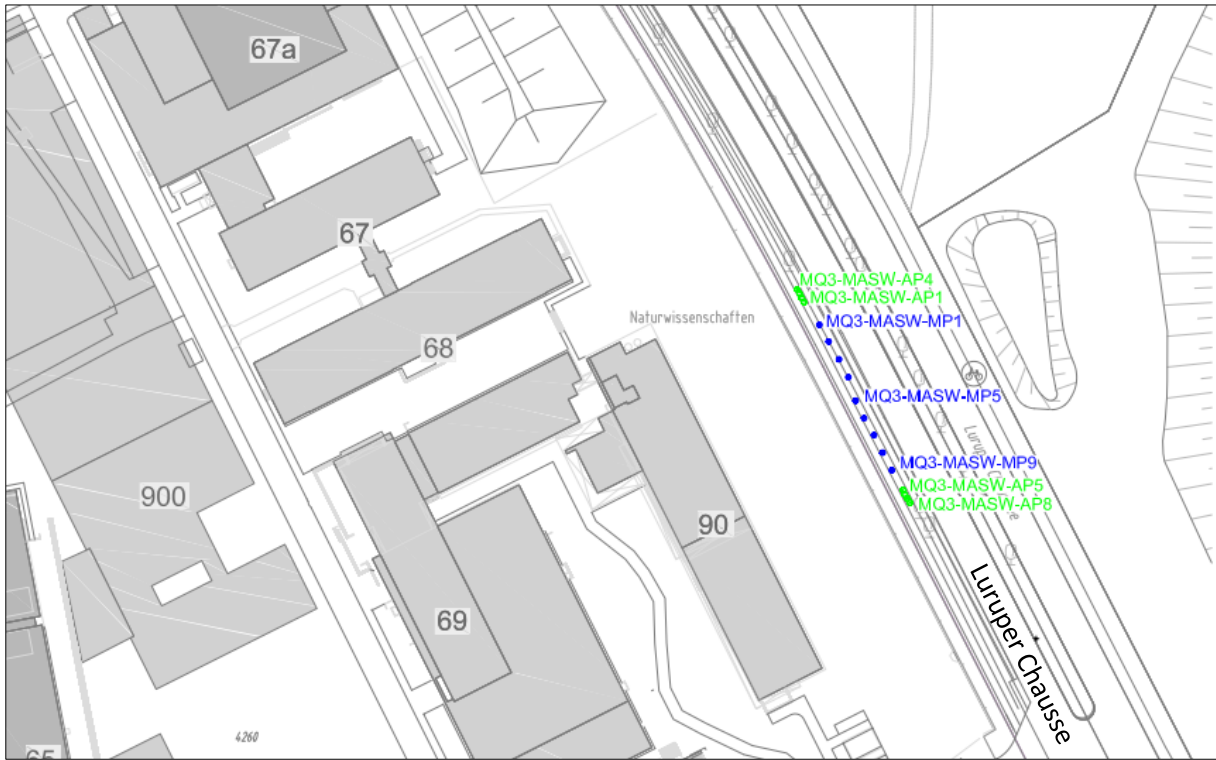 67a
67
68
Naturwissenschaften
MQ3-MASW-AP4
MQ3-MASW-AP1
MQ3-MASW-MP1
MQ3-MASW-MP5
MQ3-MASW-MP9
MQ3-MASW-AP5
MQ3-MASW-AP8
900
90
69
Luruper Chausse
4260
65